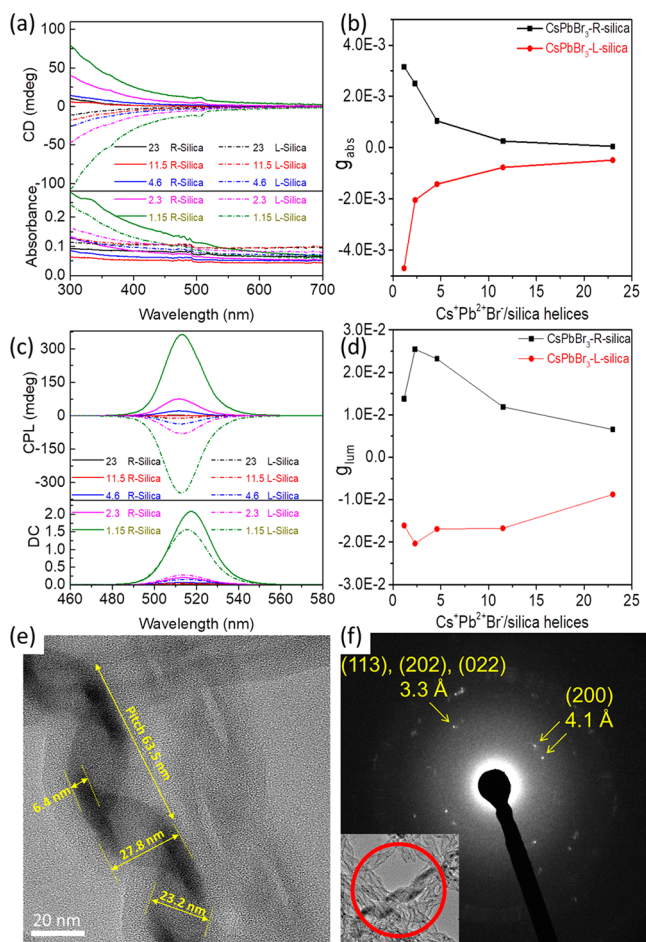 (a)
CD (mdeg)
100
50
0
-50
100
23 R-Silica
23 L-Silica
11.5 R-Silica
11.5 L-Silica
4.6 R-Silica
4.6 L-Silica
2.3 R-Silica
2.3 L-Silica
1.15 R-Silica
1.15 L-Silica
Absorbance,
0.2
0.1
0.0
300 400 500 600 700
Wavelength (nm)
(b)
CsPbBr3-R-silica
CsPbBr3-L-silica
gabs
4.0E-3
2.0E-3
0.0
-2.0E-3
-4.0E-3
0 5 10 15 20 25
Cs+Pb2+Br-/silica helices
(c)
CPL (mdeg)
300
150
0
-150
-300
23 R-Silica
23 L-Silica
11.5 R-Silica
11.5 L-Silica
4.6 R-Silica
4.6 L-Silica
2.3 R-Silica
2.3 L-Silica
1.15 R-Silica
1.15 L-Silica
DC
2.0
1.5
1.0
0.5
0.0
460 480 500 520 540 560 580
Wavelength (nm)
(d)
CsPbBr3-R-silica
CsPbBr3-L-silica
glum
3.0E-2
2.0E-2
1.0E-2
0.0
-1.0E-2
-2.0E-2
-3.0E-2
0 5 10 15 20 25
Cs+Pb2+Br-/silica helices
(e)
Pitch 63.5 nm
6.4 nm
27.8 nm
23.2 nm
20 nm
(f)
(113), (202), (022)
3.3 Å
(200)
4.1 Å